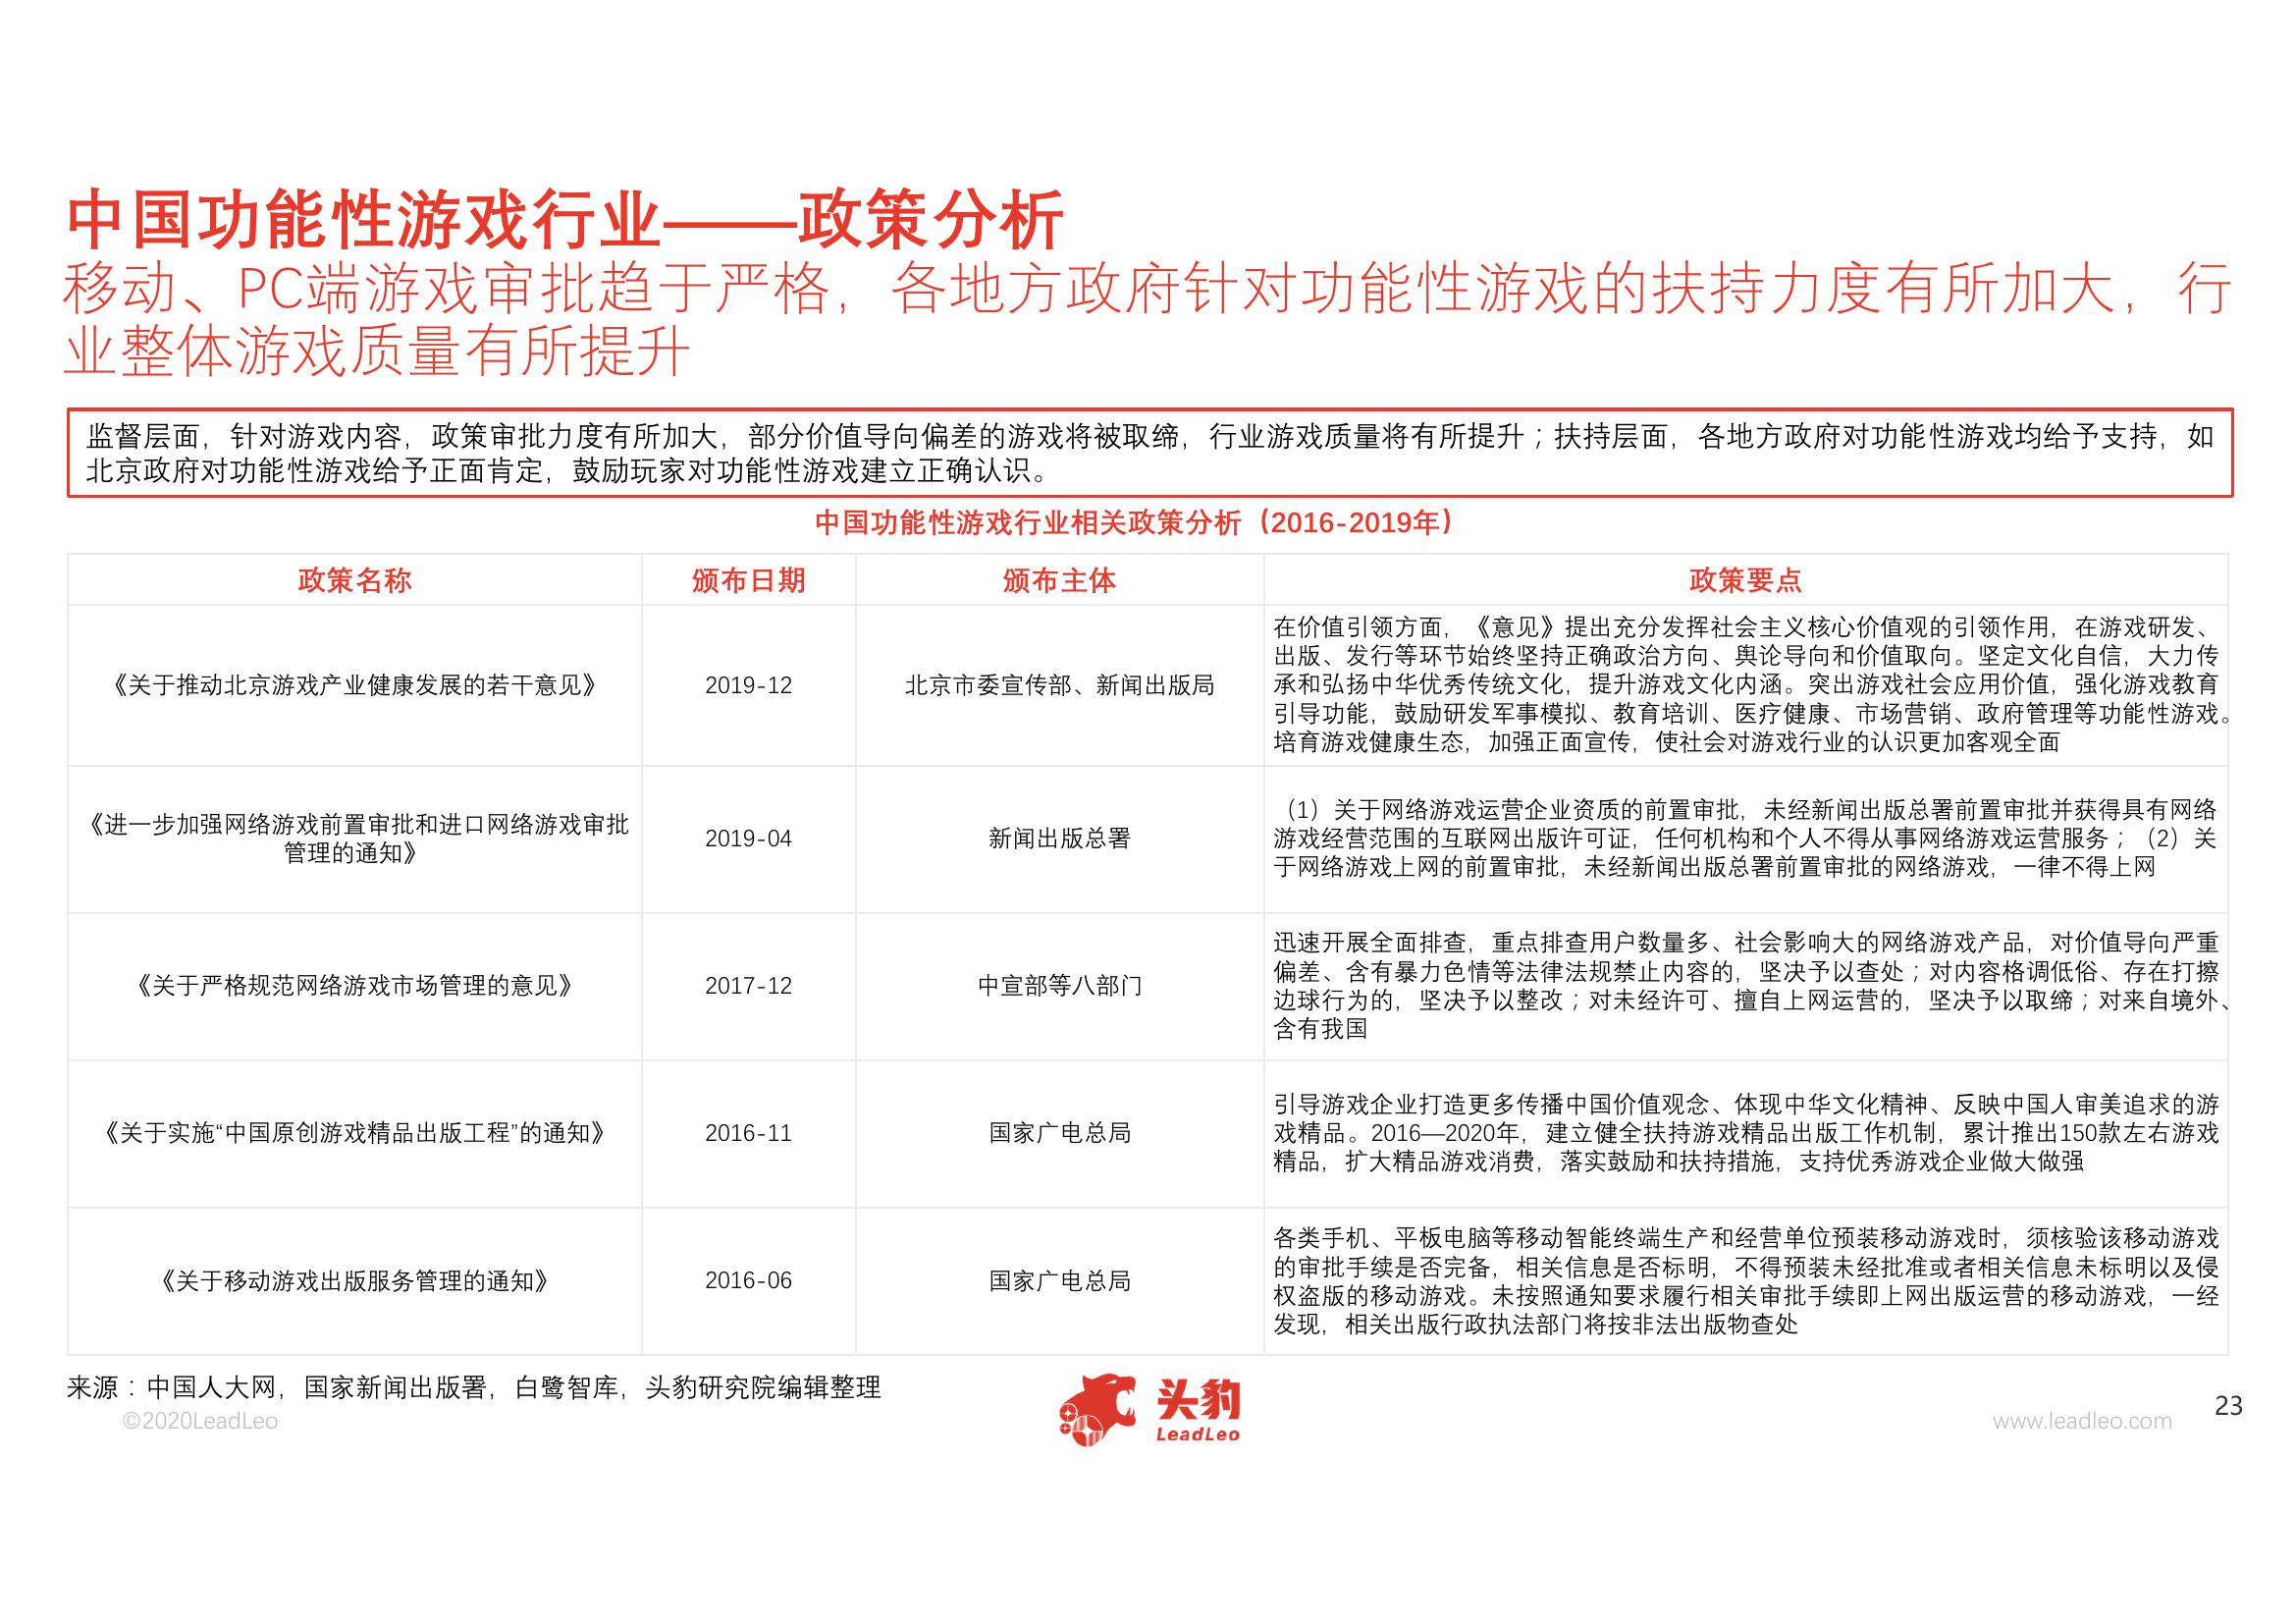 中国功能性游戏行业——政策分析
移动、PC端游戏审批趋于严格，各地方政府针对功能性游戏的扶持力度有所加大，行
业整体游戏质量有所提升
监督层面，针对游戏内容，政策审批力度有所加大，部分价值导向偏差的游戏将被取缔，行业游戏质量将有所提升；扶持层面，各地方政府对功能性游戏均给予支持，如
北京政府对功能性游戏给予正面肯定，鼓励玩家对功能性游戏建立正确认识。
中国功能性游戏行业相关政策分析（2016-2019年）
政策名称 颁布日期 颁布主体 政策要点
《关于推动北京游戏产业健康发展的若干意见》 2019-12 北京市委宣传部、新闻出版局
在价值引领方面，《意见》提出充分发挥社会主义核心价值观的引领作用，在游戏研发、
出版、发行等环节始终坚持正确政治方向、舆论导向和价值取向。坚定文化自信，大力传
承和弘扬中华优秀传统文化，提升游戏文化内涵。突出游戏社会应用价值，强化游戏教育
引导功能，鼓励研发军事模拟、教育培训、医疗健康、市场营销、政府管理等功能性游戏。
培育游戏健康生态，加强正面宣传，使社会对游戏行业的认识更加客观全面
《进一步加强网络游戏前置审批和进口网络游戏审批
管理的通知》
2019-04 新闻出版总署
（1）关于网络游戏运营企业资质的前置审批，未经新闻出版总署前置审批并获得具有网络
游戏经营范围的互联网出版许可证，任何机构和个人不得从事网络游戏运营服务；（2）关
于网络游戏上网的前置审批，未经新闻出版总署前置审批的网络游戏，一律不得上网
《关于严格规范网络游戏市场管理的意见》 2017-12 中宣部等八部门
迅速开展全面排查，重点排查用户数量多、社会影响大的网络游戏产品，对价值导向严重
偏差、含有暴力色情等法律法规禁止内容的，坚决予以查处；对内容格调低俗、存在打擦
边球行为的，坚决予以整改；对未经许可、擅自上网运营的，坚决予以取缔；对来自境外、
含有我国
《关于实施“中国原创游戏精品出版工程”的通知》 2016-11 国家广电总局
引导游戏企业打造更多传播中国价值观念、体现中华文化精神、反映中国人审美追求的游
戏精品。2016—2020年，建立健全扶持游戏精品出版工作机制，累计推出150款左右游戏
精品，扩大精品游戏消费，落实鼓励和扶持措施，支持优秀游戏企业做大做强
《关于移动游戏出版服务管理的通知》 2016-06 国家广电总局
各类手机、平板电脑等移动智能终端生产和经营单位预装移动游戏时，须核验该移动游戏
的审批手续是否完备，相关信息是否标明，不得预装未经批准或者相关信息未标明以及侵
权盗版的移动游戏。未按照通知要求履行相关审批手续即上网出版运营的移动游戏，一经
发现，相关出版行政执法部门将按非法出版物查处
来源：中国人大网，国家新闻出版署，白鹭智库，头豹研究院编辑整理
©2020LeadLeo
头豹
LeadLeo
www.leadleo.com
23